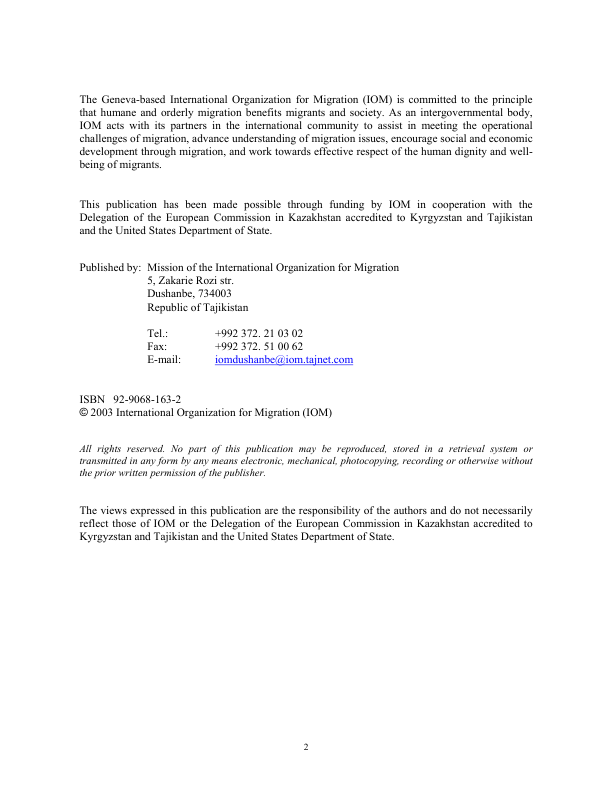 The Geneva-based International Organization for Migration (IOM) is committed to the principle
that humane and orderly migration benefits migrants and society. As an intergovernmental body,
IOM acts with its partners in the international community to assist in meeting the operational
challenges of migration, advance understanding of migration issues, encourage social and economic
development through migration, and work towards effective respect of the human dignity and well-
being of migrants.
This publication has been made possible through funding by IOM in cooperation with the
Delegation of the European Commission in Kazakhstan accredited to Kyrgyzstan and Tajikistan
and the United States Department of State.
Published by: Mission of the International Organization for Migration
5, Zakarie Rozi str.
Dushanbe, 734003
Republic of Tajikistan
Tel.: +992 372. 21 03 02
Fax: +992 372. 51 00 62
E-mail: iomdushanbe@iom.tajnet.com
ISBN 92-9068-163-2
© 2003 International Organization for Migration (IOM)
All rights reserved. No part of this publication may be reproduced, stored in a retrieval system or
transmitted in any form by any means electronic, mechanical, photocopying, recording or otherwise without
the prior written permission of the publisher.
The views expressed in this publication are the responsibility of the authors and do not necessarily
reflect those of IOM or the Delegation of the European Commission in Kazakhstan accredited to
Kyrgyzstan and Tajikistan and the United States Department of State.
2